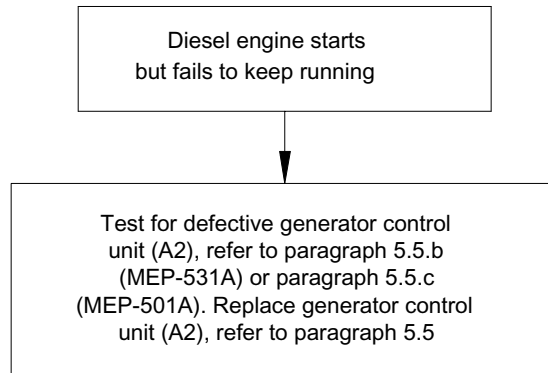 Diesel engine starts
but fails to keep running
Test for defective generator control
unit (A2), refer to paragraph 5.5.b
(MEP-531A) or paragraph 5.5.c
(MEP-501A). Replace generator control
unit (A2), refer to paragraph 5.5